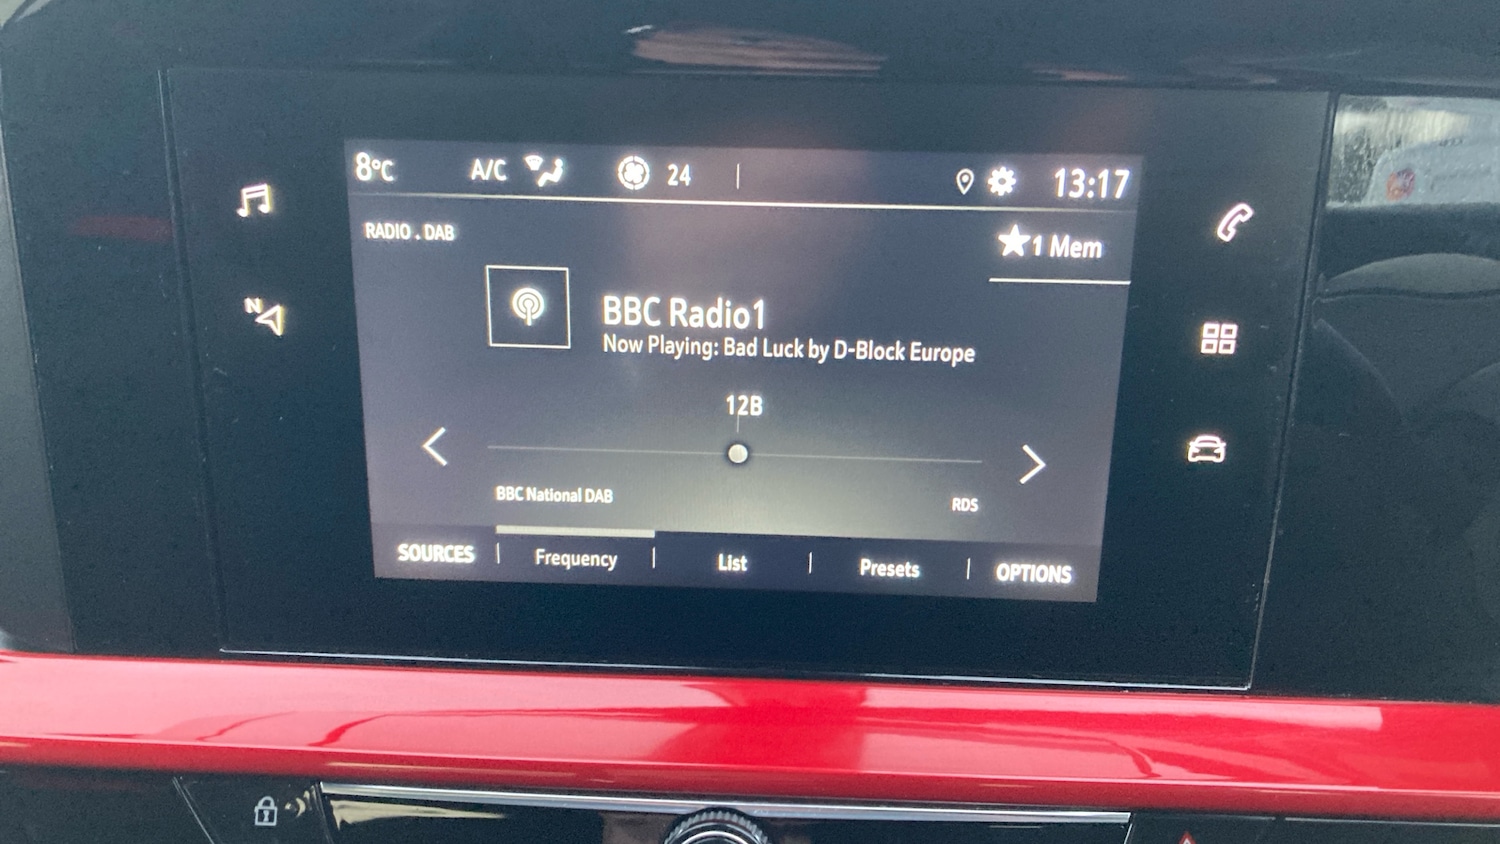 8°C A/C 24 13:17
RADIO . DAB
1 Mem
BBC Radio1
Now Playing: Bad Luck by D-Block Europe
N
12B
BBC National DAB RDS
SOURCES Frequency List Presets OPTIONS